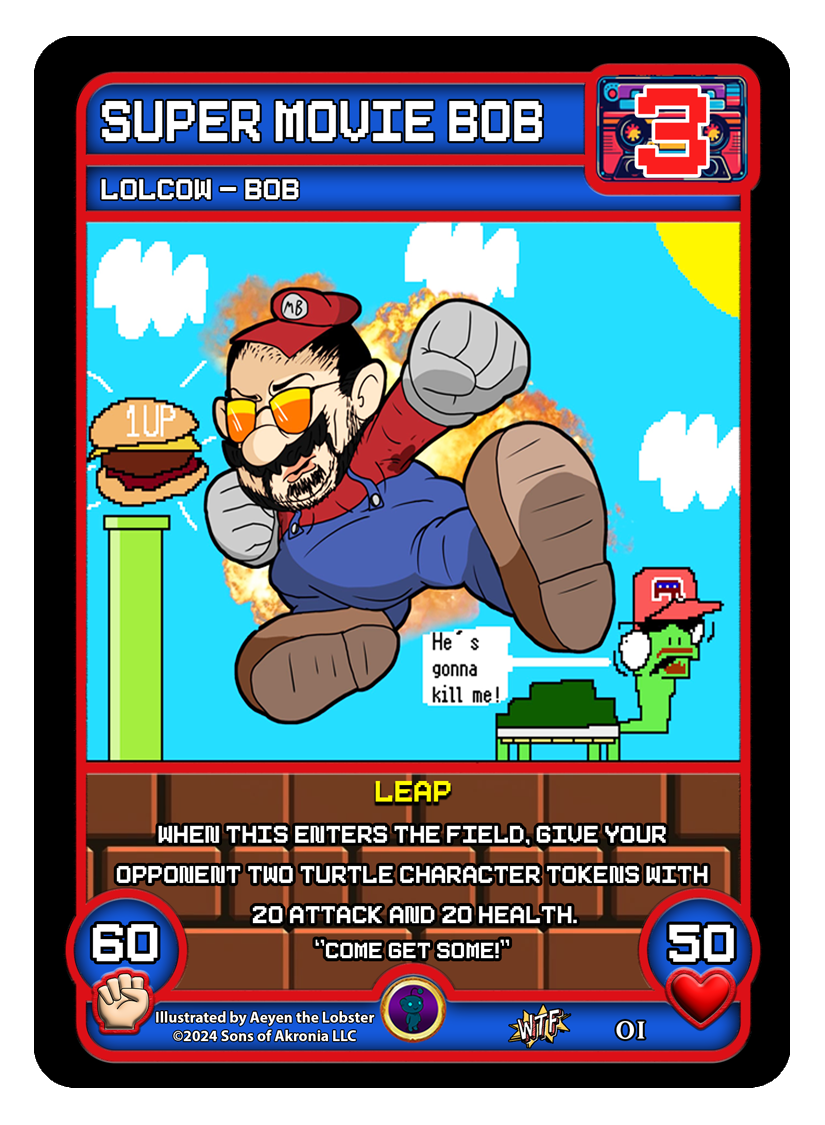 SUPER MOVIE BOB
3
LOLCOW – BOB
MB
1UP
He´s
gonna
kill me!
LEAP
WHEN THIS ENTERS THE FIELD, GIVE YOUR
OPPONENT TWO TURTLE CHARACTER TOKENS WITH
20 ATTACK AND 20 HEALTH.
"COME GET SOME!"
60
50
Illustrated by Aeyen the Lobster
©2024 Sons of Akronia LLC
WTF
OI